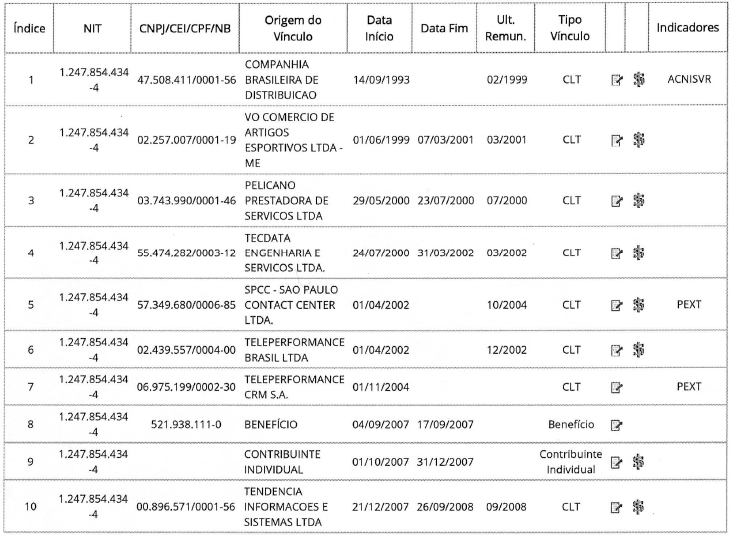 Índice NIT CNPJ/CEI/CPF/NB Origem do Vínculo Data Início Data Fim Ult. Remun. Tipo Vínculo Indicadores
1 1.247.854.434-4 47.508.411/0001-56 COMPANHIA BRASILEIRA DE DISTRIBUICAO 14/09/1993 02/1999 CLT ACNISVR
2 1.247.854.434-4 02.257.007/0001-19 VO COMERCIO DE ARTIGOS ESPORTIVOS LTDA - ME 01/06/1999 07/03/2001 03/2001 CLT
3 1.247.854.434-4 03.743.990/0001-46 PELICANO PRESTADORA DE SERVICOS LTDA 29/05/2000 23/07/2000 07/2000 CLT
4 1.247.854.434-4 55.474.282/0003-12 TECDATA ENGENHARIA E SERVICOS LTDA. 24/07/2000 31/03/2002 03/2002 CLT
5 1.247.854.434-4 57.349.680/0006-85 SPCC - SAO PAULO CONTACT CENTER LTDA. 01/04/2002 10/2004 CLT PEXT
6 1.247.854.434-4 02.439.557/0004-00 TELEPERFORMANCE BRASIL LTDA 01/04/2002 12/2002 CLT
7 1.247.854.434-4 06.975.199/0002-30 TELEPERFORMANCE CRM S.A. 01/11/2004 CLT PEXT
8 1.247.854.434-4 521.938.111-0 BENEFÍCIO 04/09/2007 17/09/2007 Benefício
9 1.247.854.434-4 CONTRIBUINTE INDIVIDUAL 01/10/2007 31/12/2007 Contribuinte Individual
10 1.247.854.434-4 00.896.571/0001-56 TENDENCIA INFORMACOES E SISTEMAS LTDA 21/12/2007 26/09/2008 09/2008 CLT